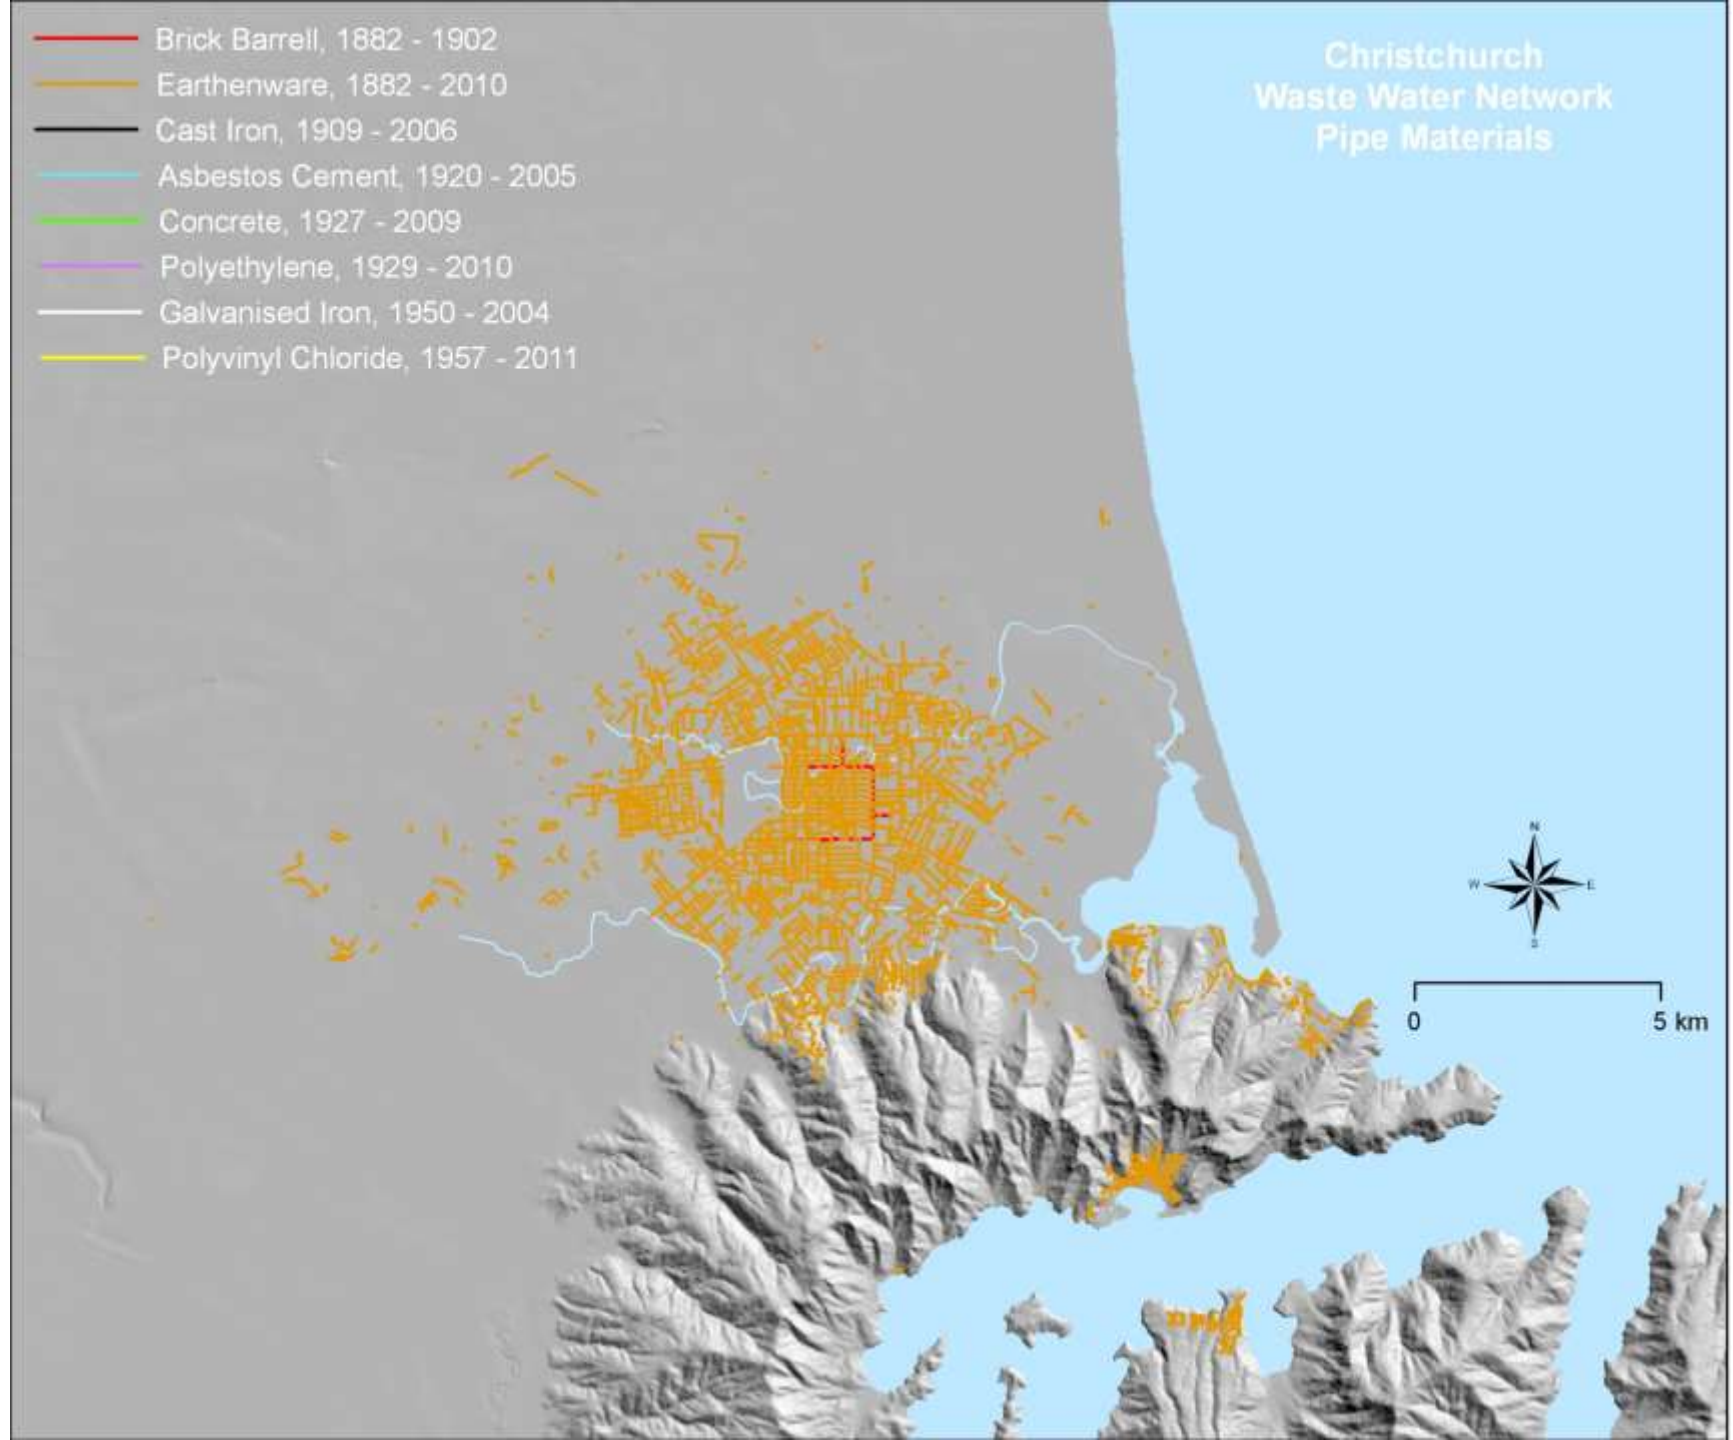 Brick Barrell, 1882 - 1902
Earthenware, 1882 - 2010
Cast Iron, 1909 - 2006
Asbestos Cement, 1920 - 2005
Concrete, 1927 - 2009
Polyethylene, 1929 - 2010
Galvanised Iron, 1950 - 2004
Polyvinyl Chloride, 1957 - 2011
Christchurch
Waste Water Network
Pipe Materials
N
W E
S
0 5 km